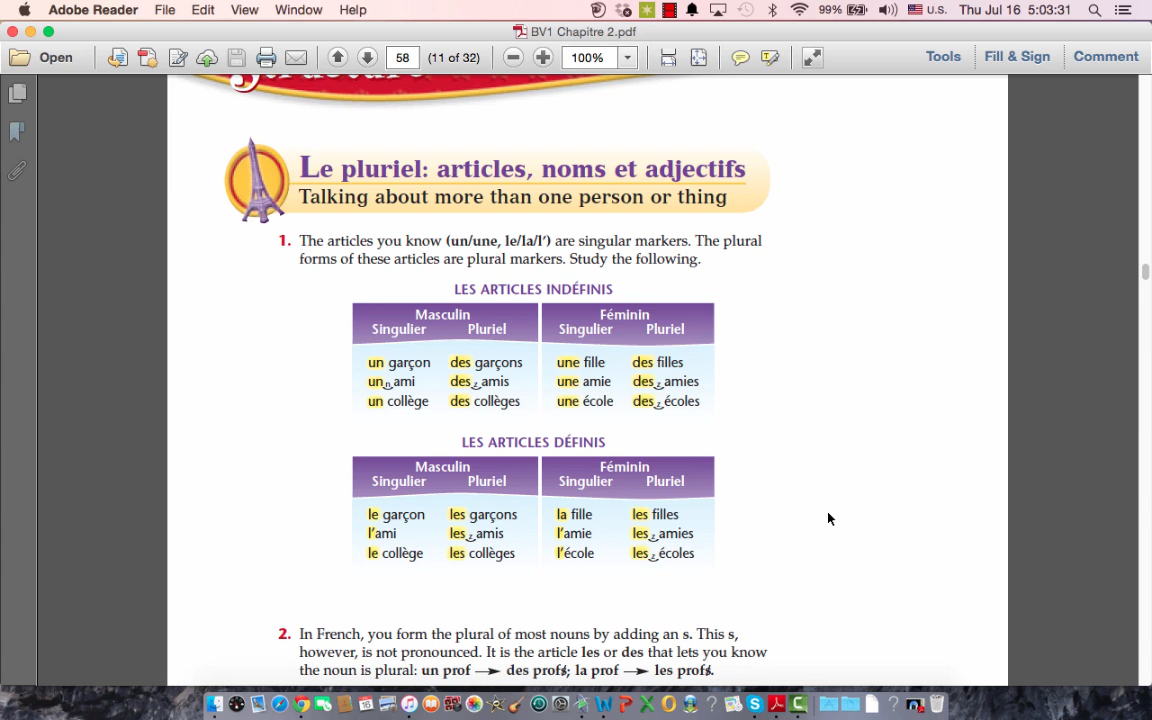 Adobe Reader File Edit View Window Help 99% U.S. Thu Jul 16 5:03:31
BV1 Chapitre 2.pdf
Open 58 (11 of 32) 100% Tools Fill & Sign Comment
Structure
Le pluriel: articles, noms et adjectifs
Talking about more than one person or thing
1. The articles you know (un/une, le/la/l’) are singular markers. The plural
forms of these articles are plural markers. Study the following.
LES ARTICLES INDÉFINIS
Masculin Féminin
Singulier Pluriel Singulier Pluriel
un garçon des garçons une fille des filles
un n ami des z amis une amie des z amies
un collège des collèges une école des z écoles
LES ARTICLES DÉFINIS
Masculin Féminin
Singulier Pluriel Singulier Pluriel
le garçon les garçons la fille les filles
l’ami les z amis l’amie les z amies
le collège les collèges l’école les z écoles
2. In French, you form the plural of most nouns by adding an s. This s,
however, is not pronounced. It is the article les or des that lets you know
the noun is plural: un prof → des profs; la prof → les profs.